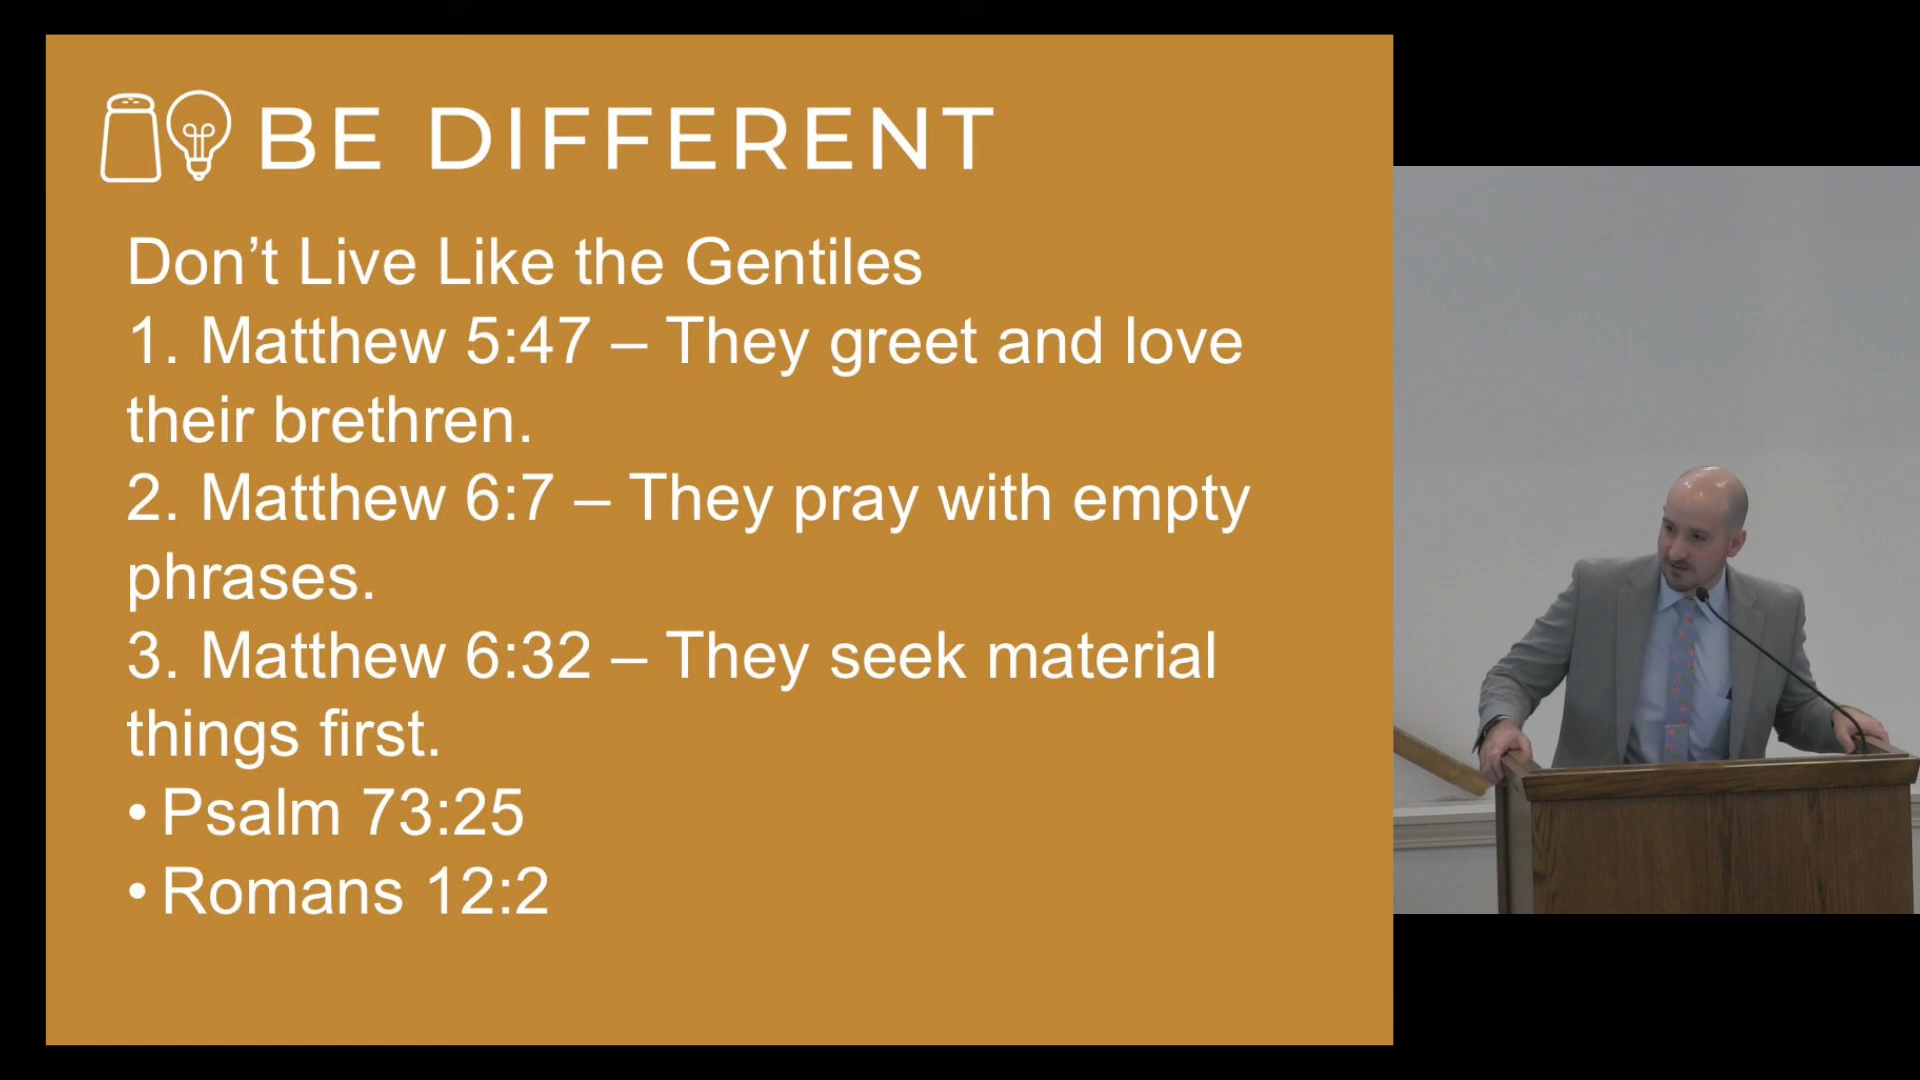 BE DIFFERENT
Don’t Live Like the Gentiles
1. Matthew 5:47 – They greet and love
their brethren.
2. Matthew 6:7 – They pray with empty
phrases.
3. Matthew 6:32 – They seek material
things first.
• Psalm 73:25
• Romans 12:2